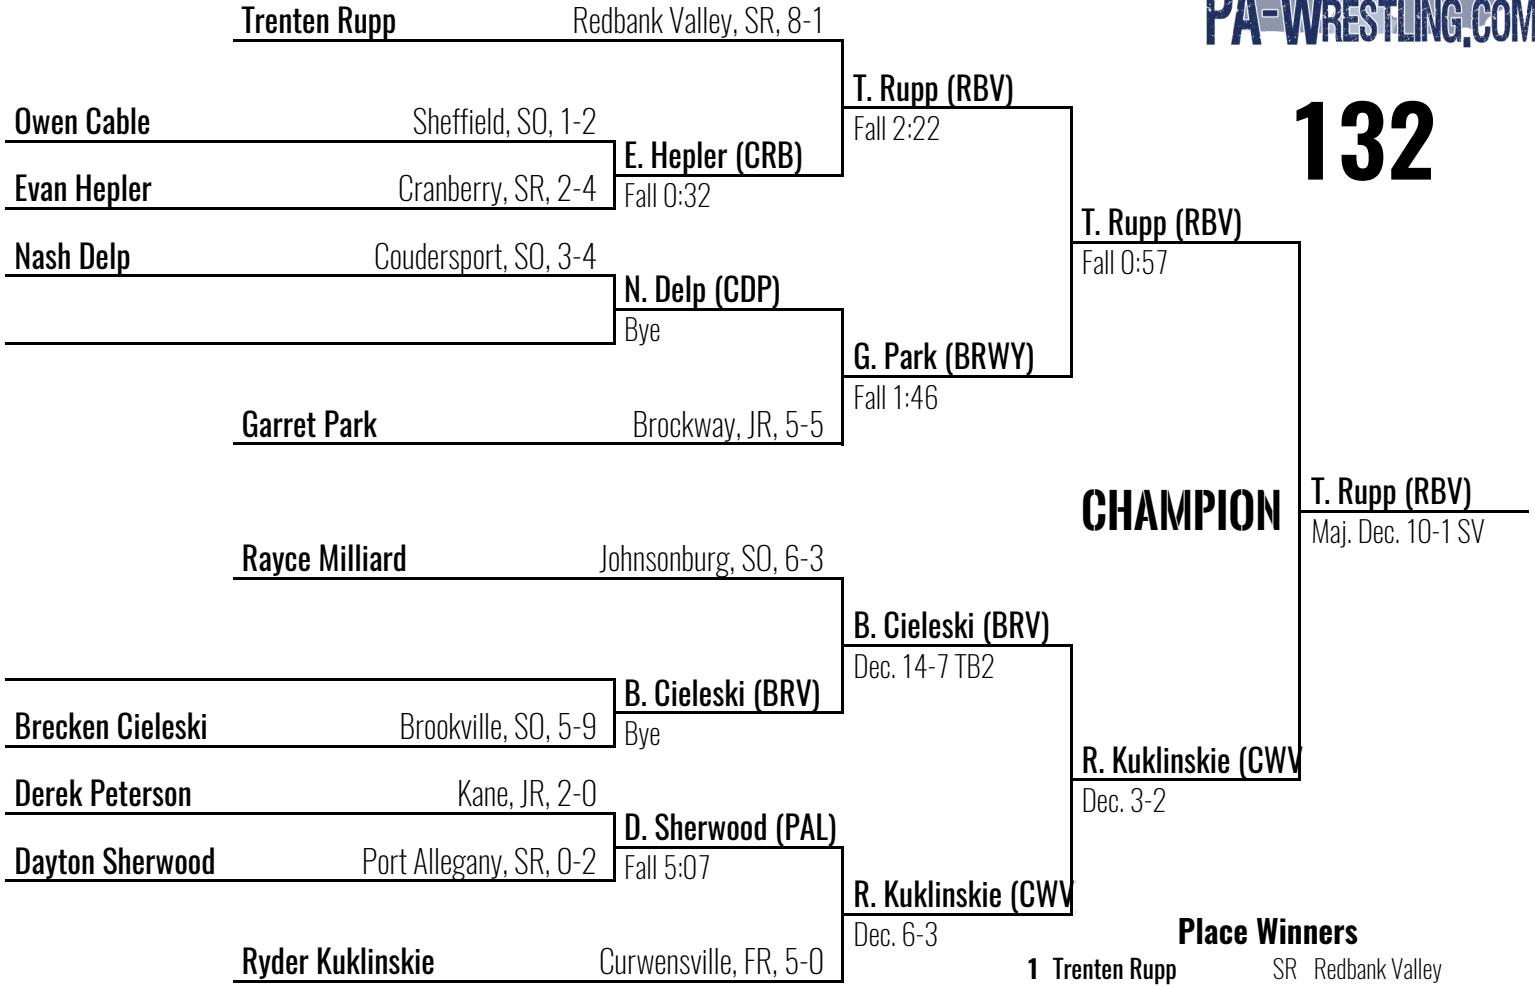 Trenten Rupp Redbank Valley, SR, 8-1
PA-WRESTLING.COM
T. Rupp (RBV)
Fall 2:22
132
Owen Cable Sheffield, SO, 1-2
E. Hepler (CRB)
Fall 0:32
Evan Hepler Cranberry, SR, 2-4
T. Rupp (RBV)
Fall 0:57
Nash Delp Coudersport, SO, 3-4
N. Delp (CDP)
Bye
G. Park (BRWY)
Fall 1:46
Garret Park Brockway, JR, 5-5
CHAMPION
T. Rupp (RBV)
Maj. Dec. 10-1 SV
Rayce Milliard Johnsonburg, SO, 6-3
B. Cieleski (BRV)
Dec. 14-7 TB2
B. Cieleski (BRV)
Bye
Brecken Cieleski Brookville, SO, 5-9
R. Kuklinskie (CWV
Dec. 3-2
Derek Peterson Kane, JR, 2-0
D. Sherwood (PAL)
Fall 5:07
Dayton Sherwood Port Allegany, SR, 0-2
R. Kuklinskie (CWV
Dec. 6-3
Ryder Kuklinskie Curwensville, FR, 5-0
Place Winners
1 Trenten Rupp SR Redbank Valley